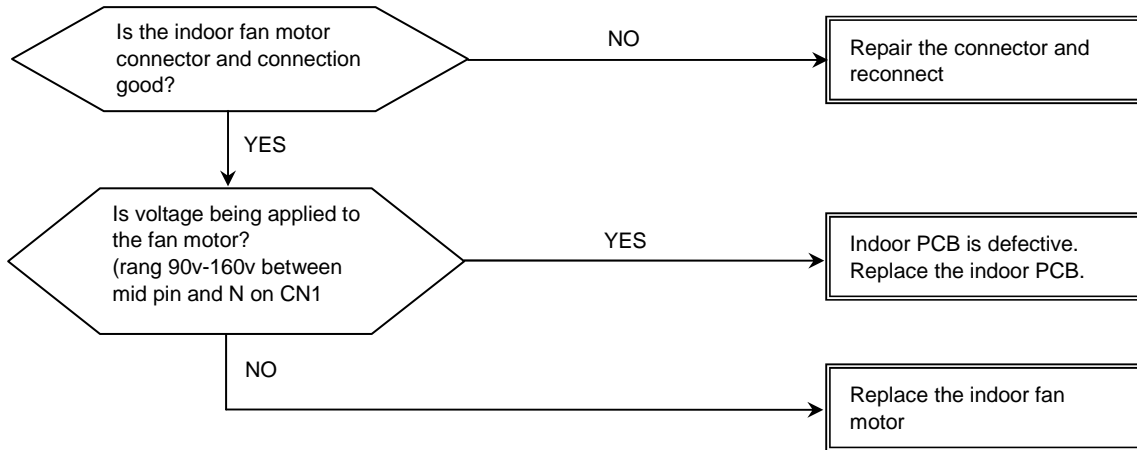 Is the indoor fan motor
connector and connection
good?
NO
Repair the connector and
reconnect
YES
Is voltage being applied to
the fan motor?
(rang 90v-160v between
mid pin and N on CN1
YES
Indoor PCB is defective.
Replace the indoor PCB.
NO
Replace the indoor fan
motor